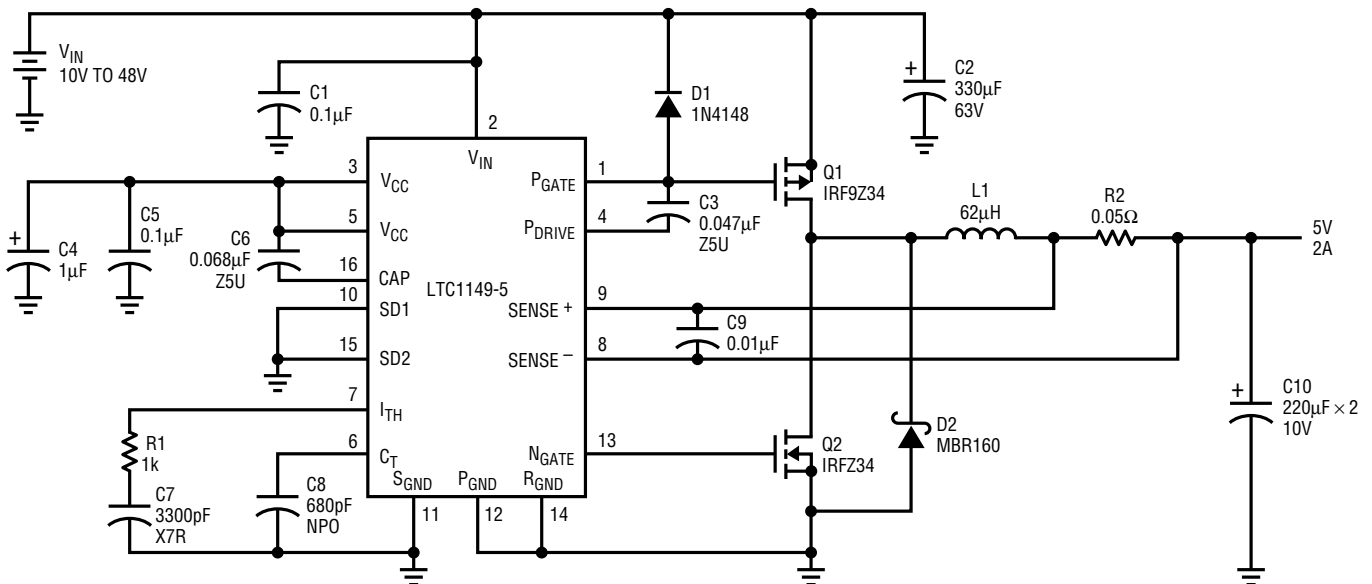 V_IN
10V TO 48V
C1
0.1µF
2
V_IN
D1
1N4148
C2
330µF
63V
+
3
V_CC
5
V_CC
16
CAP
10
SD1
15
SD2
7
I_TH
6
C_T
S_GND
P_GND
R_GND
11
12
14
LTC1149-5
P_GATE
1
P_DRIVE
4
SENSE +
9
SENSE –
8
N_GATE
13
+
C4
1µF
C5
0.1µF
C6
0.068µF
Z5U
R1
1k
C7
3300pF
X7R
C8
680pF
NPO
C3
0.047µF
Z5U
Q1
IRF9Z34
L1
62µH
R2
0.05Ω
5V
2A
C9
0.01µF
Q2
IRFZ34
D2
MBR160
+
C10
220µF × 2
10V